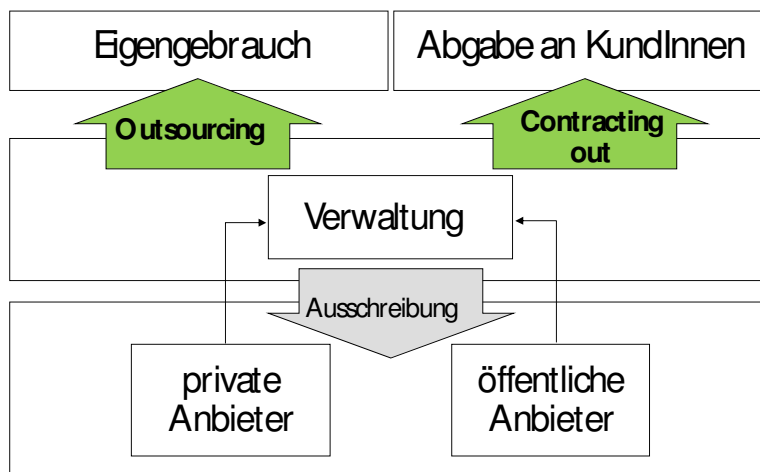 Eigengebrauch
Abgabe an KundInnen
Outsourcing
Contracting
out
Verwaltung
Ausschreibung
private
Anbieter
öffentliche
Anbieter